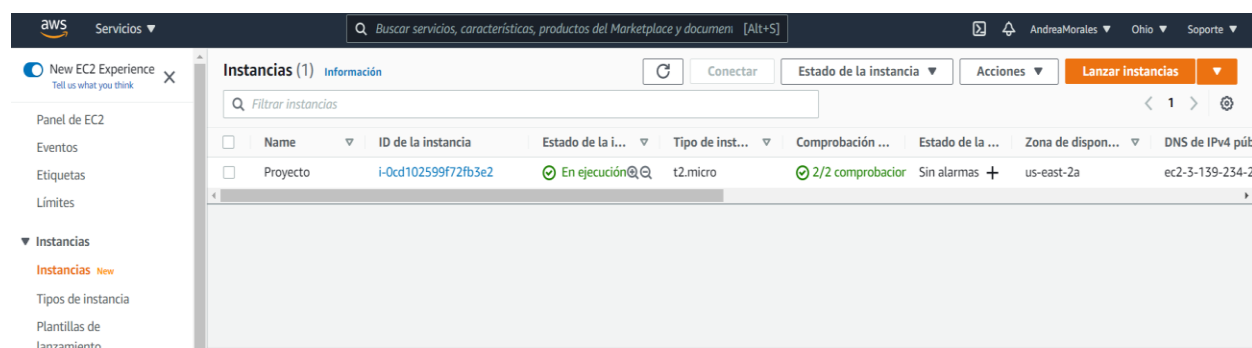 aws Servicios ▼ Buscar servicios, características, productos del Marketplace y documen [Alt+S] AndreaMorales ▼ Ohio ▼ Soporte ▼
New EC2 Experience
Tell us what you think
Panel de EC2
Eventos
Etiquetas
Límites
▼ Instancias
Instancias New
Tipos de instancia
Plantillas de
lanzamiento
Instancias (1) Información Conectar Estado de la instancia ▼ Acciones ▼ Lanzar instancias ▼
Filtrar instancias < 1 >
Name ID de la instancia Estado de la i... Tipo de inst... Comprobación ... Estado de la ... Zona de dispon... DNS de IPv4 púb
Proyecto i-0cd102599f72fb3e2 En ejecución t2.micro 2/2 comprobacior Sin alarmas + us-east-2a ec2-3-139-234-2